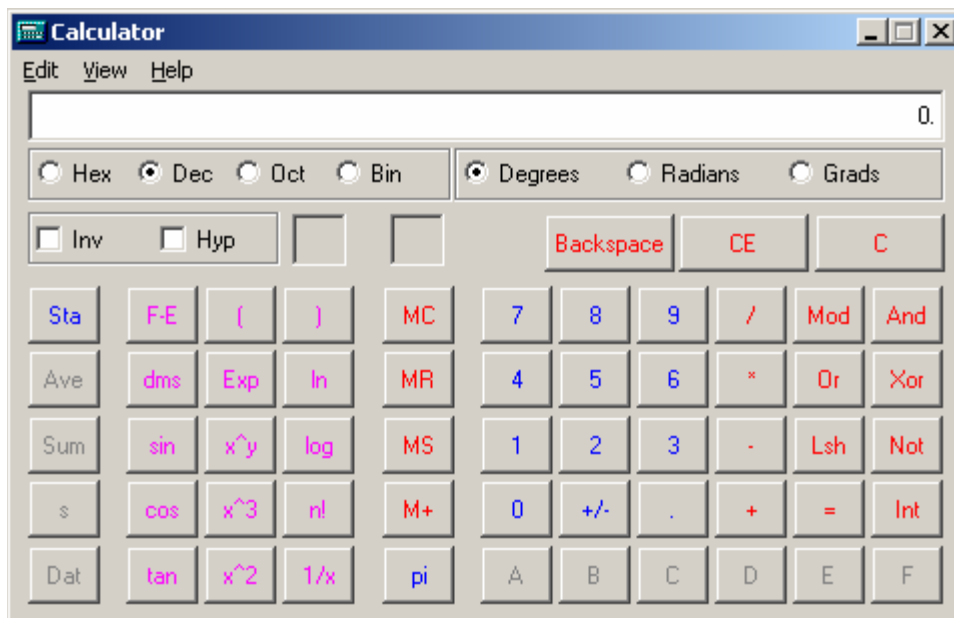 Calculator
Edit View Help
0.
Hex Dec Oct Bin Degrees Radians Grads
Inv Hyp Backspace CE C
Sta F-E ( ) MC 7 8 9 / Mod And
Ave dms Exp ln MR 4 5 6 * Or Xor
Sum sin x^y log MS 1 2 3 - Lsh Not
s cos x^3 n! M+ 0 +/- . + = Int
Dat tan x^2 1/x pi A B C D E F